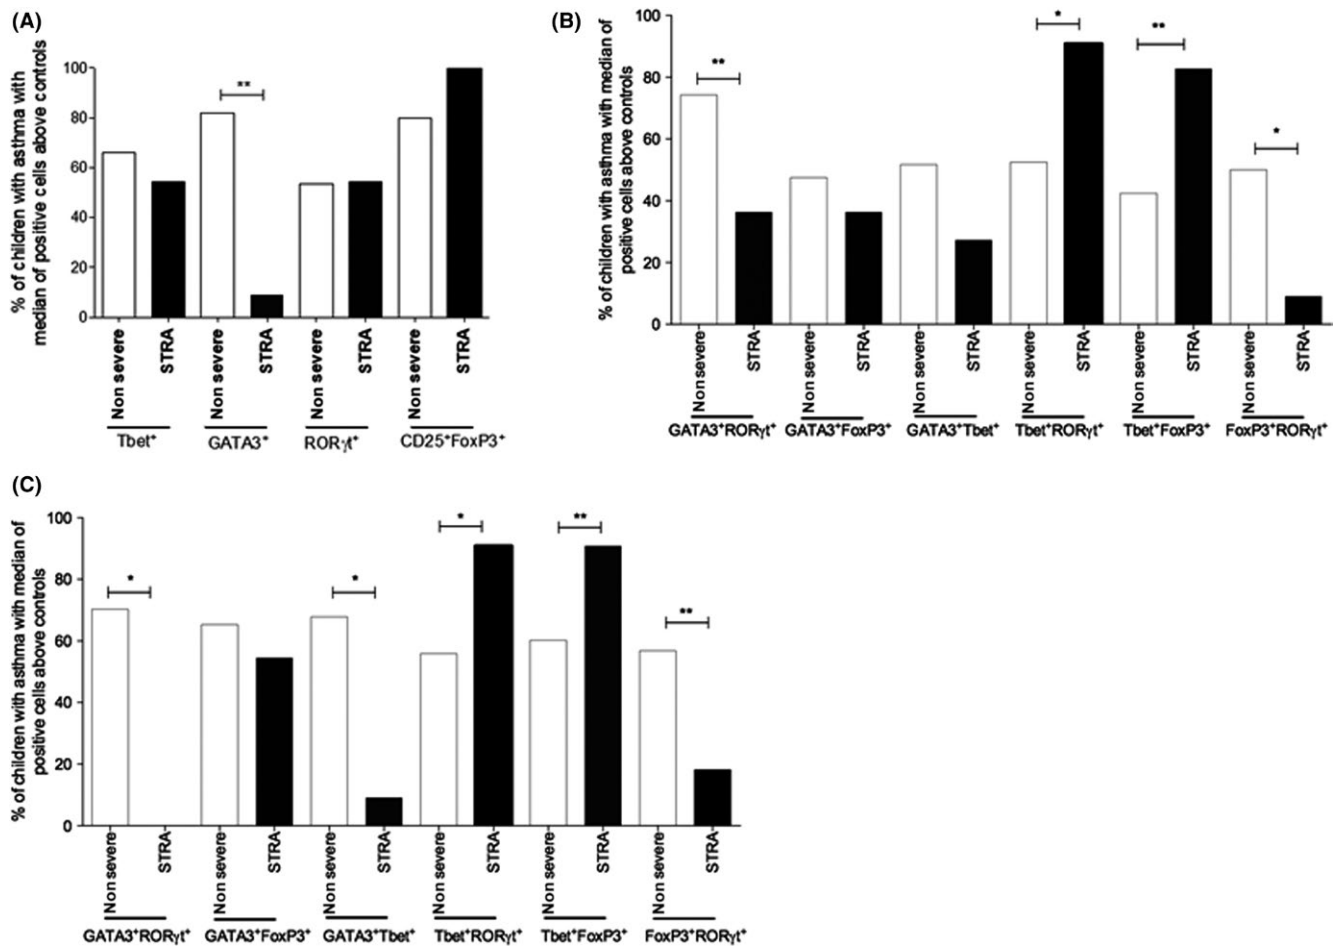 (A)
% of children with asthma with
median of positive cells above controls
100
80
60
40
20
0
**
Non severe
STRA
Non severe
STRA
Non severe
STRA
Non severe
STRA
Tbet⁺
GATA3⁺
RORγt⁺
CD25⁺FoxP3⁺
(B)
% of children with asthma with median of
positive cells above controls
100
80
60
40
20
0
**
*
**
*
Non severe
STRA
Non severe
STRA
Non severe
STRA
Non severe
STRA
Non severe
STRA
Non severe
STRA
GATA3⁺RORγt⁺
GATA3⁺FoxP3⁺
GATA3⁺Tbet⁺
Tbet⁺RORγt⁺
Tbet⁺FoxP3⁺
FoxP3⁺RORγt⁺
(C)
% of children with asthma with median of
positive cells above controls
100
80
60
40
20
0
*
*
*
**
**
Non severe
STRA
Non severe
STRA
Non severe
STRA
Non severe
STRA
Non severe
STRA
Non severe
STRA
GATA3⁺RORγt⁺
GATA3⁺FoxP3⁺
GATA3⁺Tbet⁺
Tbet⁺RORγt⁺
Tbet⁺FoxP3⁺
FoxP3⁺RORγt⁺